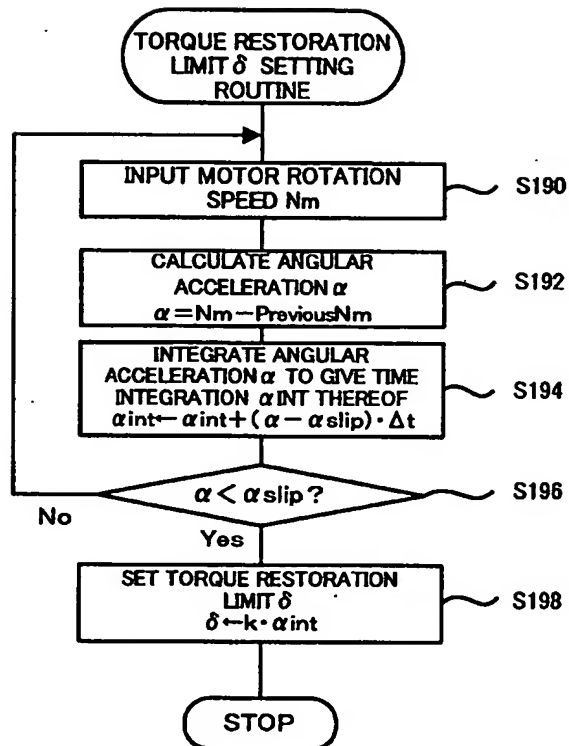 TORQUE RESTORATION
LIMIT δ SETTING
ROUTINE
INPUT MOTOR ROTATION
SPEED Nm
S190
CALCULATE ANGULAR
ACCELERATION α
α=Nm-PreviousNm
S192
INTEGRATE ANGULAR
ACCELERATION α TO GIVE TIME
INTEGRATION α INT THEREOF
αint←αint+(α-αslip)·Δt
S194
α<αslip?
S196
No
Yes
SET TORQUE RESTORATION
LIMIT δ
δ←k·αint
S198
STOP